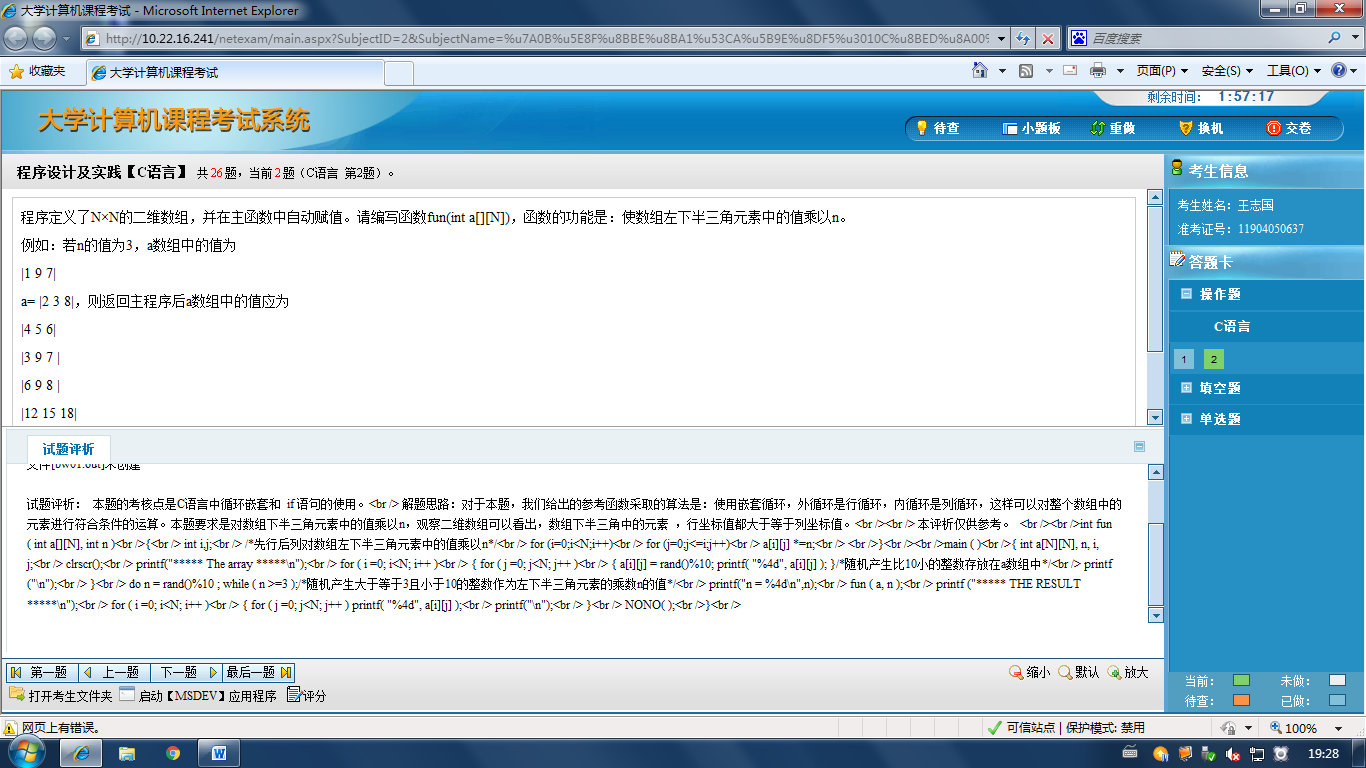 大学计算机课程考试 - Microsoft Internet Explorer
http://10.22.16.241/netexam/main.aspx?SubjectID=2&SubjectName=%u7A0B%u5E8F%u8BBE%u8BA1%u53CA%u5B9E%u8DF5%u3010C%u8BED%u8A00%
百度搜索
收藏夹
大学计算机课程考试
页面(P)
安全(S)
工具(O)
大学计算机课程考试系统
剩余时间: 1:57:17
待查
小题板
重做
换机
交卷
程序设计及实践【C语言】 共26题，当前2题（C语言 第2题）。
程序定义了N×N的二维数组，并在主函数中自动赋值。请编写函数fun(int a[][N])，函数的功能是：使数组左下半三角元素中的值乘以n。
例如：若n的值为3，a数组中的值为
|1 9 7|
a= |2 3 8|，则返回主程序后a数组中的值应为
|4 5 6|
|3 9 7 |
|6 9 8 |
|12 15 18|
试题评析
试题评析： 本题的考核点是C语言中循环嵌套和 if语句的使用。<br /> 解题思路：对于本题，我们给出的参考函数采取的算法是：使用嵌套循环，外循环是行循环，内循环是列循环，这样可以对整个数组中的
元素进行符合条件的运算。本题要求是对数组下半三角元素中的值乘以n，观察二维数组可以看出，数组下半三角中的元素 ，行坐标值都大于等于列坐标值。<br /><br /> 本评析仅供参考。 <br /><br />int fun
( int a[][N], int n )<br />{<br /> int i,j;<br /> /*先行后列对数组左下半三角元素中的值乘以n*/<br /> for (i=0;i<N;i++)<br /> for (j=0;j<=i;j++)<br /> a[i][j] *=n;<br /> <br />}<br /><br />main ( )<br />{ int a[N][N], n, i,
j;<br /> clrscr();<br /> printf("***** The array *****\n");<br /> for ( i =0; i<N; i++ )<br /> { for ( j =0; j<N; j++ )<br /> { a[i][j] = rand()%10; printf( "%4d", a[i][j] ); }/*随机产生比10小的整数存放在a数组中*/<br /> printf
("\n");<br /> }<br /> do n = rand()%10 ; while ( n >=3 );/*随机产生大于等于3且小于10的整数作为左下半三角元素的乘数n的值*/<br /> printf("n = %4d\n",n);<br /> fun ( a, n );<br /> printf ("***** THE RESULT
*****\n");<br /> for ( i =0; i<N; i++ )<br /> { for ( j =0; j<N; j++ ) printf( "%4d", a[i][j] );<br /> printf("\n");<br /> }<br /> NONO( );<br />}<br />
考生信息
考生姓名：王志国
准考证号：11904050637
答题卡
操作题
C语言
1 2
填空题
单选题
第一题
上一题
下一题
最后一题
缩小
默认
放大
打开考生文件夹
启动【MSDEV】应用程序
评分
当前：
未做：
待查：
已做：
网页上有错误。
可信站点 | 保护模式: 禁用
100%
19:28